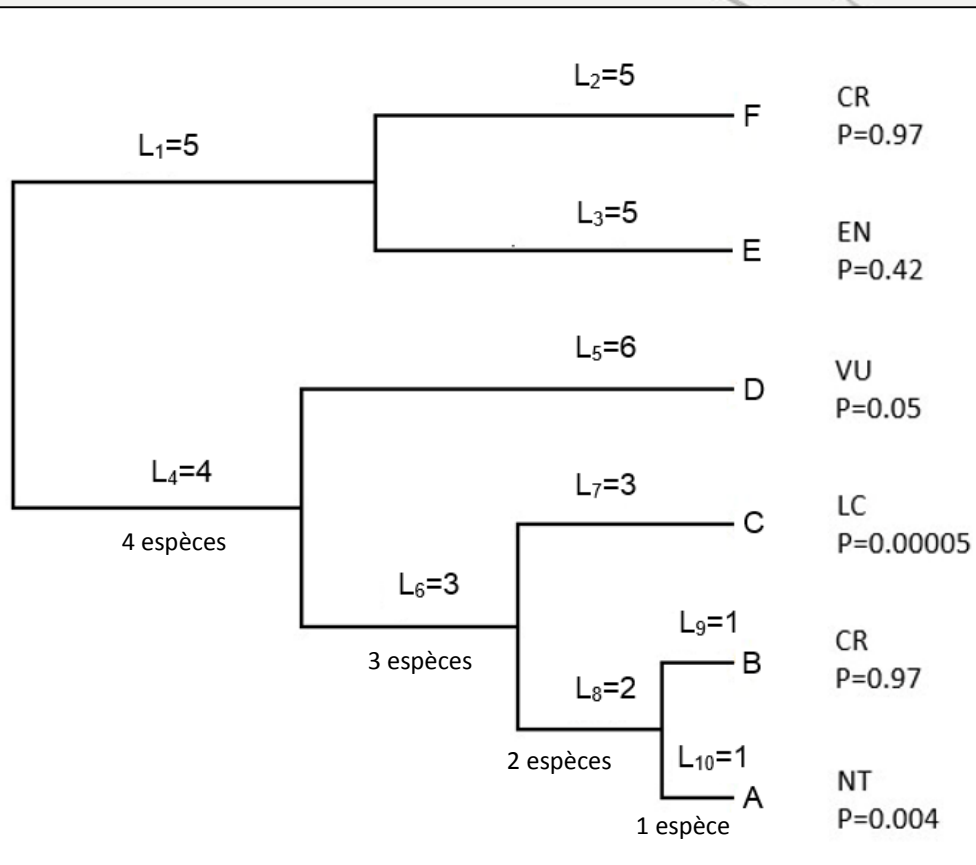 L₂=5
F
CR
P=0.97
L₁=5
L₃=5
E
EN
P=0.42
L₅=6
D
VU
P=0.05
L₄=4
4 espèces
L₇=3
C
LC
P=0.00005
L₆=3
3 espèces
L₉=1
B
CR
P=0.97
L₈=2
2 espèces
L₁₀=1
A
NT
P=0.004
1 espèce